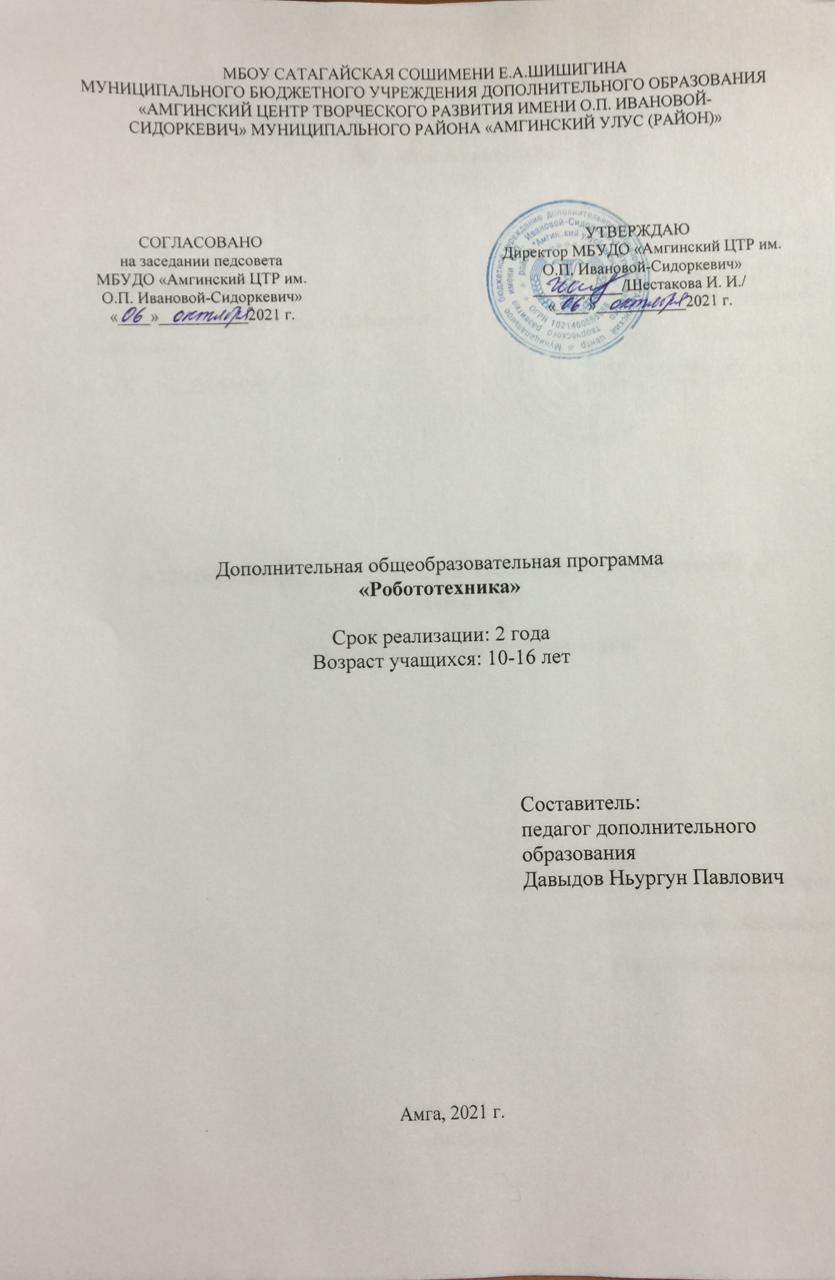 МБОУ САТАГАЙСКАЯ СОШИМЕНИ Е.А.ШИШИГИНА
МУНИЦИПАЛЬНОГО БЮДЖЕТНОГО УЧРЕЖДЕНИЯ ДОПОЛНИТЕЛЬНОГО ОБРАЗОВАНИЯ
«АМГИНСКИЙ ЦЕНТР ТВОРЧЕСКОГО РАЗВИТИЯ ИМЕНИ О.П. ИВАНОВОЙ-
СИДОРКЕВИЧ» МУНИЦИПАЛЬНОГО РАЙОНА «АМГИНСКИЙ УЛУС (РАЙОН)»
СОГЛАСОВАНО
на заседании педсовета
МБУДО «Амгинский ЦТР им.
О.П. Ивановой-Сидоркевич»
«06» октября 2021 г.
УТВЕРЖДАЮ
Директор МБУДО «Амгинский ЦТР им.
О.П. Ивановой-Сидоркевич»
/Шестакова И. И./
«06» октября 2021 г.
Дополнительная общеобразовательная программа
«Робототехника»
Срок реализации: 2 года
Возраст учащихся: 10-16 лет
Составитель:
педагог дополнительного
образования
Давыдов Ньургун Павлович
Амга, 2021 г.